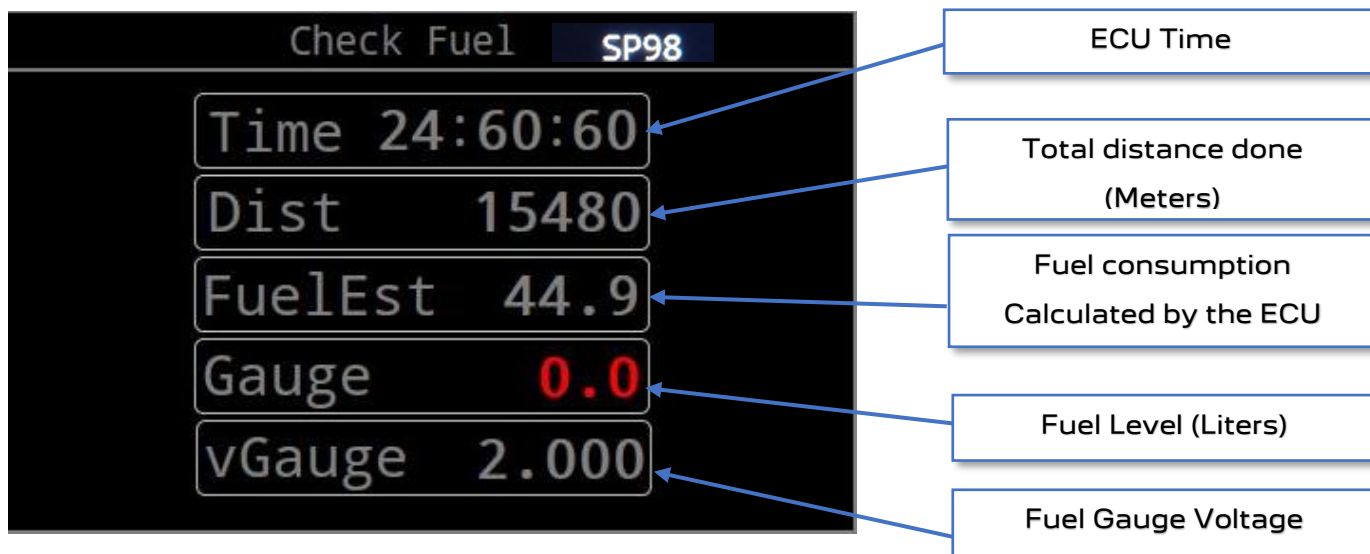 Check Fuel SP98
Time 24:60:60
Dist 15480
FuelEst 44.9
Gauge 0.0
vGauge 2.000
ECU Time
Total distance done
(Meters)
Fuel consumption
Calculated by the ECU
Fuel Level (Liters)
Fuel Gauge Voltage